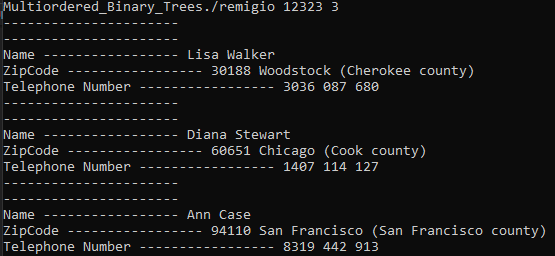 Multiordered_Binary_Trees./remigio 12323 3
----------------------
----------------------
Name ----------------- Lisa Walker
ZipCode ----------------- 30188 Woodstock (Cherokee county)
Telephone Number ----------------- 3036 087 680
----------------------
----------------------
Name ----------------- Diana Stewart
ZipCode ----------------- 60651 Chicago (Cook county)
Telephone Number ----------------- 1407 114 127
----------------------
----------------------
Name ----------------- Ann Case
ZipCode ----------------- 94110 San Francisco (San Francisco county)
Telephone Number ----------------- 8319 442 913